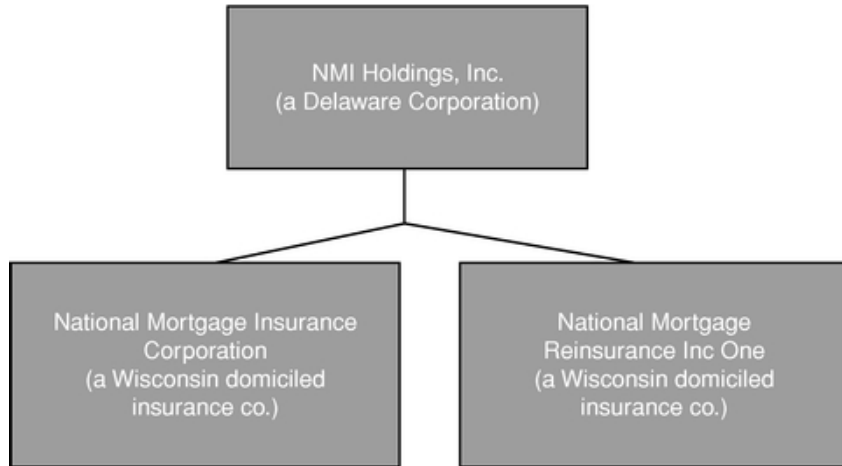 NMI Holdings, Inc.
(a Delaware Corporation)
National Mortgage Insurance
Corporation
(a Wisconsin domiciled
insurance co.)
National Mortgage
Reinsurance Inc One
(a Wisconsin domiciled
insurance co.)